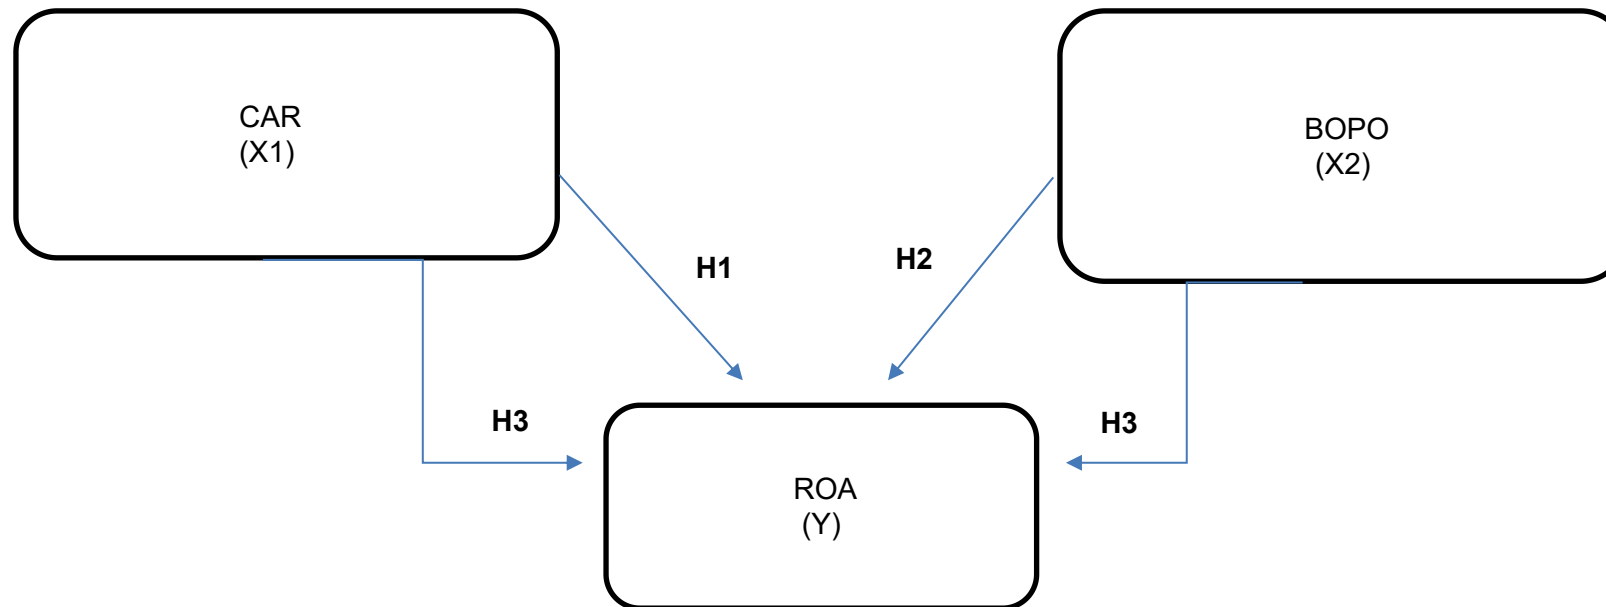 CAR
(X1)
BOPO
(X2)
H1
H2
H3
H3
ROA
(Y)